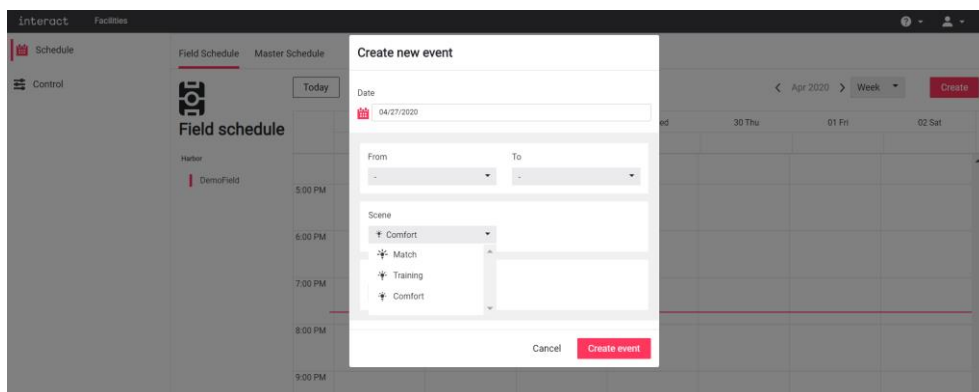 interact Facilities
Schedule
Control
Field Schedule Master Schedule
Field schedule
Harbor
DemoField
Today
Apr 2020 Week Create
ed 30 Thu 01 Fri 02 Sat
5:00 PM
6:00 PM
7:00 PM
8:00 PM
9:00 PM
Create new event
Date
04/27/2020
From To
- -
Scene
Comfort
Match
Training
Comfort
Cancel Create event